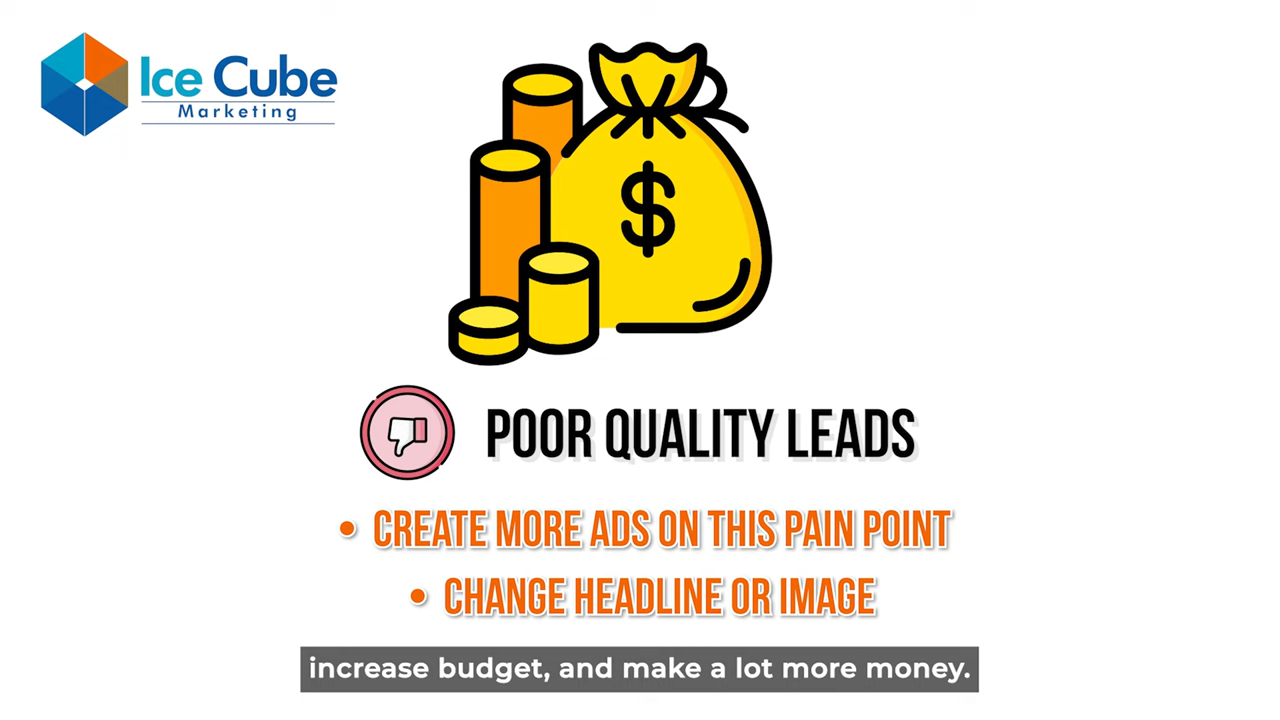 Ice Cube
Marketing
$
POOR QUALITY LEADS
• CREATE MORE ADS ON THIS PAIN POINT
• CHANGE HEADLINE OR IMAGE
increase budget, and make a lot more money.